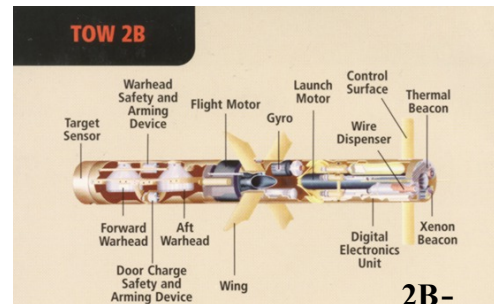 TOW 2B
Warhead
Safety and
Arming
Device
Target
Sensor
Flight Motor
Gyro
Launch
Motor
Control
Surface
Wire
Dispenser
Thermal
Beacon
Forward
Warhead
Aft
Warhead
Door Charge
Safety and
Arming Device
Wing
Digital
Electronics
Unit
Xenon
Beacon
2B-